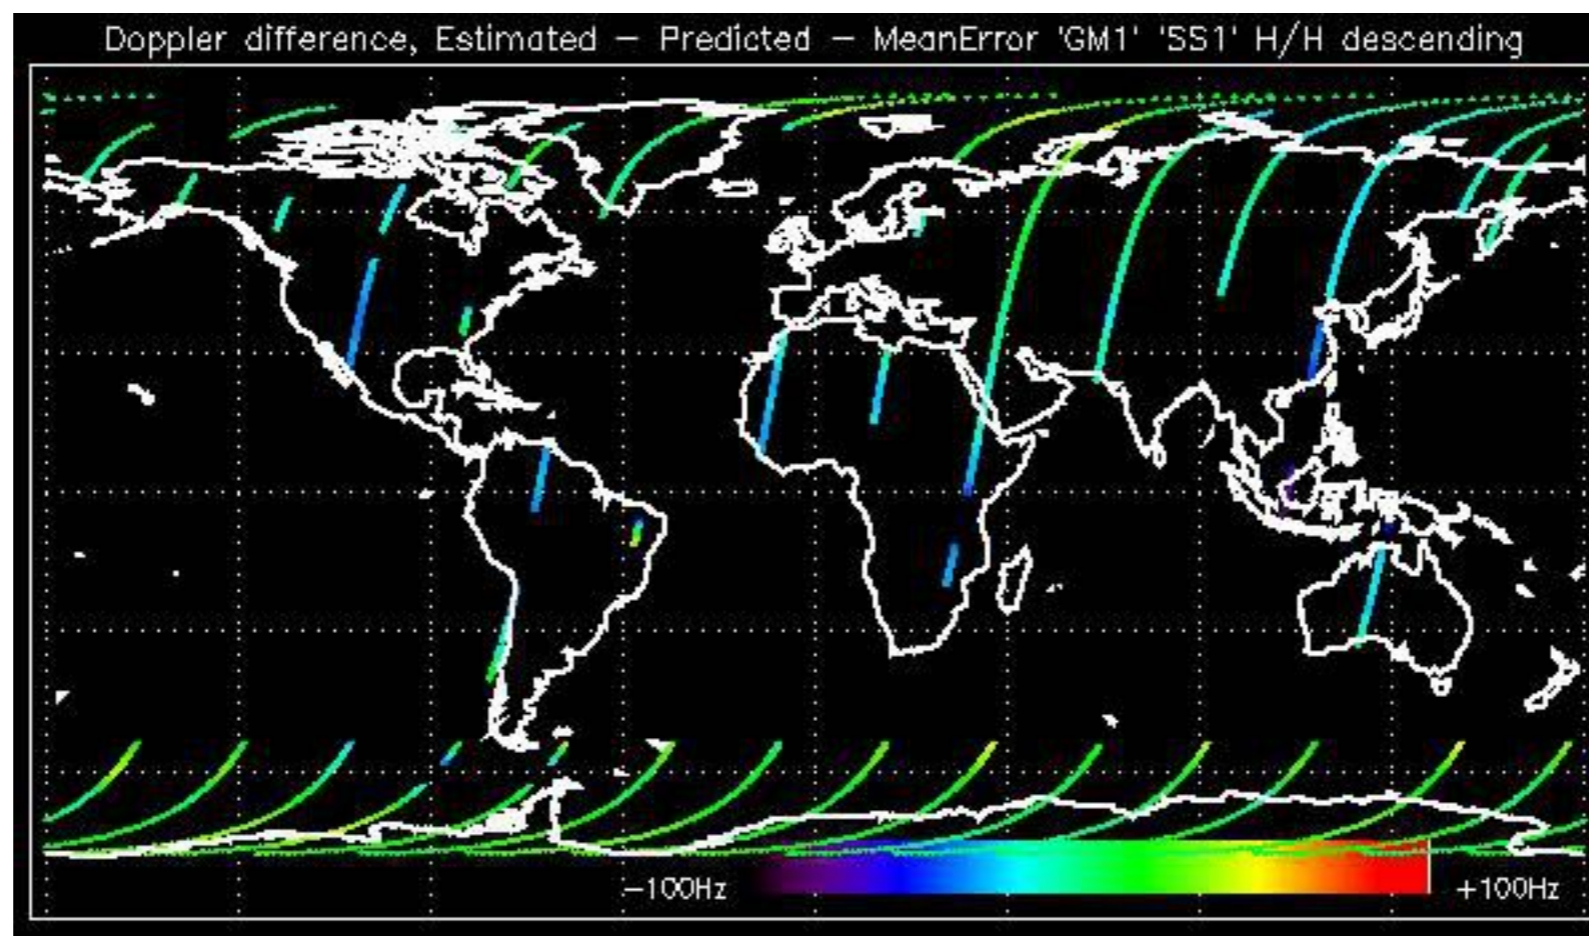 Doppler difference, Estimated – Predicted – MeanError 'GM1' 'SS1' H/H descending
–100Hz
+100Hz